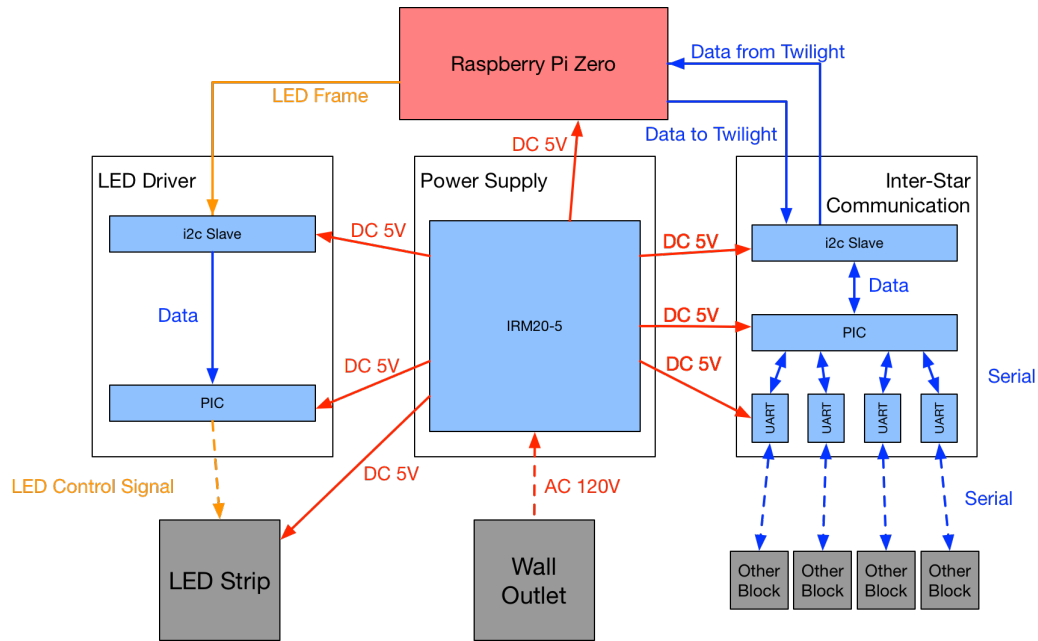 Raspberry Pi Zero
Data from Twilight
LED Frame
Data to Twilight
DC 5V
LED Driver
Power Supply
Inter-Star
Communication
i2c Slave
DC 5V
DC 5V
i2c Slave
Data
Data
IRM20-5
DC 5V
PIC
DC 5V
DC 5V
Serial
PIC
UART
UART
UART
UART
DC 5V
LED Control Signal
AC 120V
Serial
LED Strip
Wall
Outlet
Other
Block
Other
Block
Other
Block
Other
Block